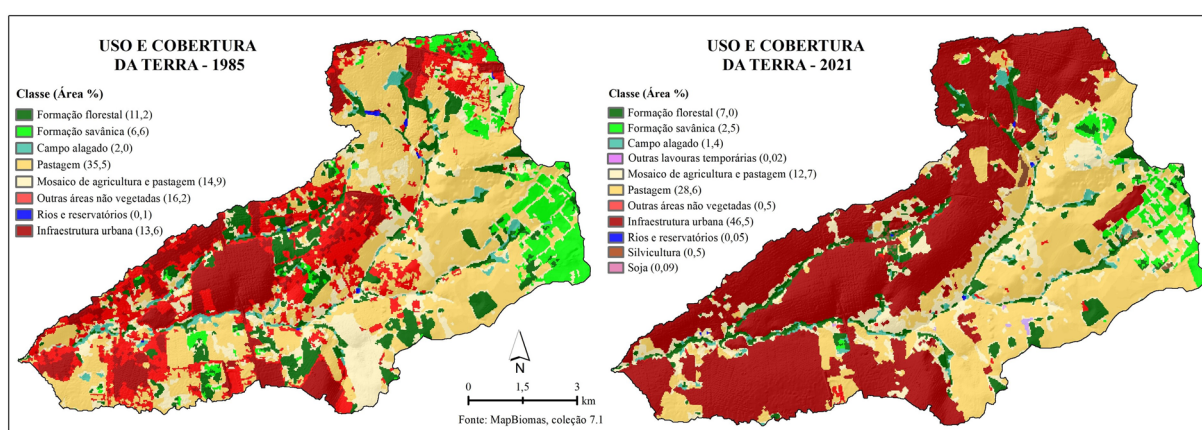 USO E COBERTURA
DA TERRA - 1985
Classe (Área %)
Formação florestal (11,2)
Formação savânica (6,6)
Campo alagado (2,0)
Pastagem (35,5)
Mosaico de agricultura e pastagem (14,9)
Outras áreas não vegetadas (16,2)
Rios e reservatórios (0,1)
Infraestrutura urbana (13,6)
N
0 1,5 3
km
Fonte: MapBiomas, coleção 7.1
USO E COBERTURA
DA TERRA - 2021
Classe (Área %)
Formação florestal (7,0)
Formação savânica (2,5)
Campo alagado (1,4)
Outras lavouras temporárias (0,02)
Mosaico de agricultura e pastagem (12,7)
Pastagem (28,6)
Outras áreas não vegetadas (0,5)
Infraestrutura urbana (46,5)
Rios e reservatórios (0,05)
Silvicultura (0,5)
Soja (0,09)